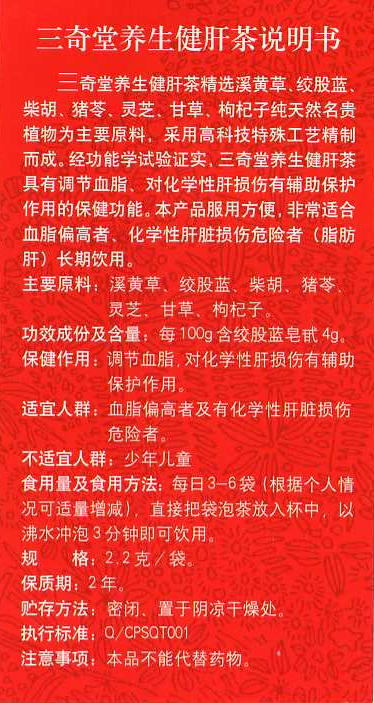 三奇堂养生健肝茶说明书
三奇堂养生健肝茶精选溪黄草、绞股蓝、
柴胡、猪苓、灵芝、甘草、枸杞子纯天然名贵
植物为主要原料，采用高科技特殊工艺精制
而成。经功能学试验证实，三奇堂养生健肝茶
具有调节血脂、对化学性肝损伤有辅助保护
作用的保健功能。本产品服用方便，非常适合
血脂偏高者、化学性肝脏损伤危险者（脂肪
肝）长期饮用。
主要原料：溪黄草、绞股蓝、柴胡、猪苓、
灵芝、甘草、枸杞子。
功效成份及含量：每100g含绞股蓝皂甙4g。
保健作用：调节血脂，对化学性肝损伤有辅助
保护作用。
适宜人群：血脂偏高者及有化学性肝脏损伤
危险者。
不适宜人群：少年儿童
食用量及食用方法：每日3-6袋（根据个人情
况可适量增减），直接把袋泡茶放入杯中，以
沸水冲泡3分钟即可饮用。
规　　格：2.2克／袋。
保质期：2年。
贮存方法：密闭、置于阴凉干燥处。
执行标准：Q/CPSQT001
注意事项：本品不能代替药物。